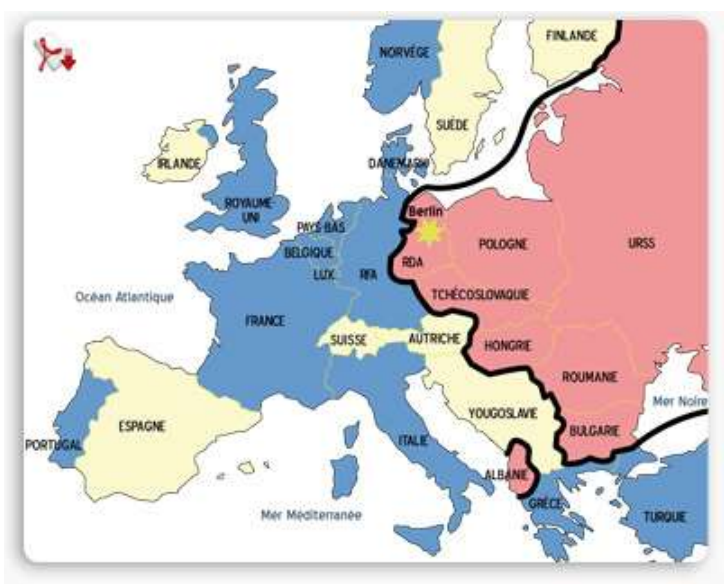 FINLANDE
NORVÈGE
SUÈDE
IRLANDE
DANEMARK
ROYAUME-
UNI
Berlin
PAYS-BAS
POLOGNE
URSS
BELGIQUE
RDA
LUX.
RFA
TCHÉCOSLOVAQUIE
Océan Atlantique
FRANCE
SUISSE
AUTRICHE
HONGRIE
ROUMANIE
Mer Noire
YOUGOSLAVIE
ESPAGNE
BULGARIE
PORTUGAL
ITALIE
ALBANIE
Mer Méditerranée
GRÈCE
TURQUIE